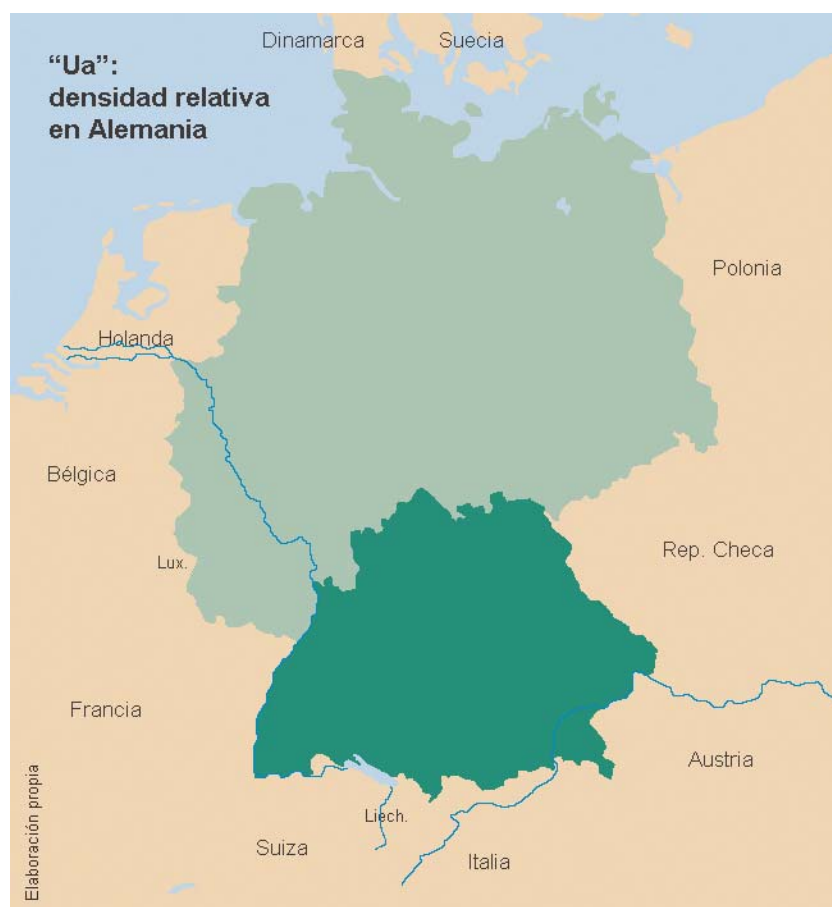 “Ua”:
densidad relativa
en Alemania
Dinamarca
Suecia
Polonia
Holanda
Bélgica
Lux.
Rep. Checa
Francia
Austria
Liech.
Suiza
Italia
Elaboración propia